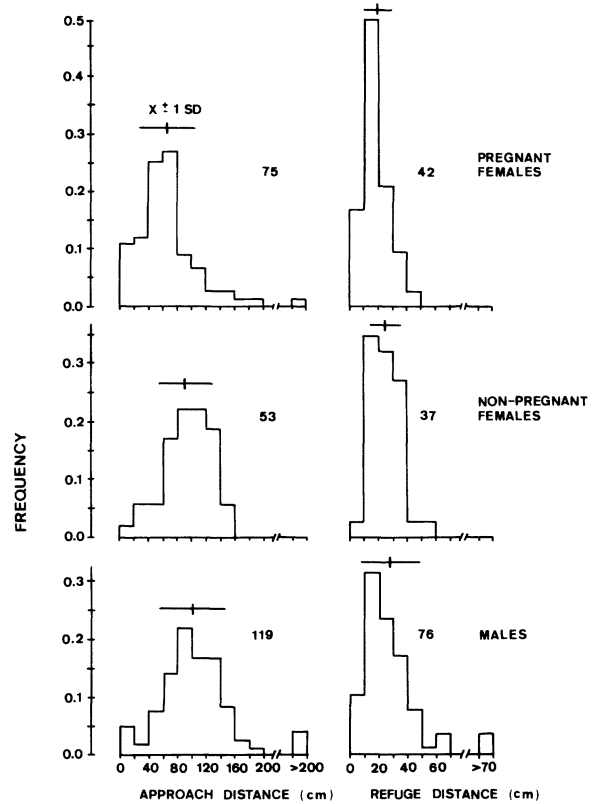 0.5
0.4
0.3
0.2
0.1
0.0
X ± 1 SD
75
42
PREGNANT
FEMALES
0.3
0.2
0.1
0.0
53
37
NON-PREGNANT
FEMALES
FREQUENCY
0.3
0.2
0.1
0.0
119
76
MALES
0 40 80 120 160 200 >200
0 20 40 60 >70
APPROACH DISTANCE (cm)
REFUGE DISTANCE (cm)